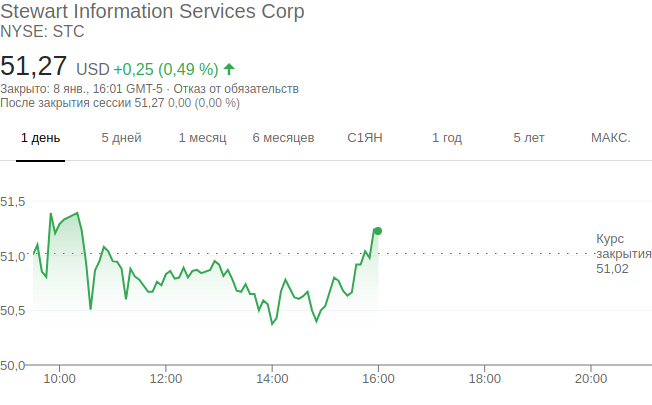 Stewart Information Services Corp
NYSE: STC
51,27 USD +0,25 (0,49 %)
Закрыто: 8 янв., 16:01 GMT-5 · Отказ от обязательств
После закрытия сессии 51,27 0,00 (0,00 %)
1 день 5 дней 1 месяц 6 месяцев С1ЯН 1 год 5 лет МАКС.
51,5
51,0
50,5
50,0
Курс
закрытия
51,02
10:00 12:00 14:00 16:00 18:00 20:00